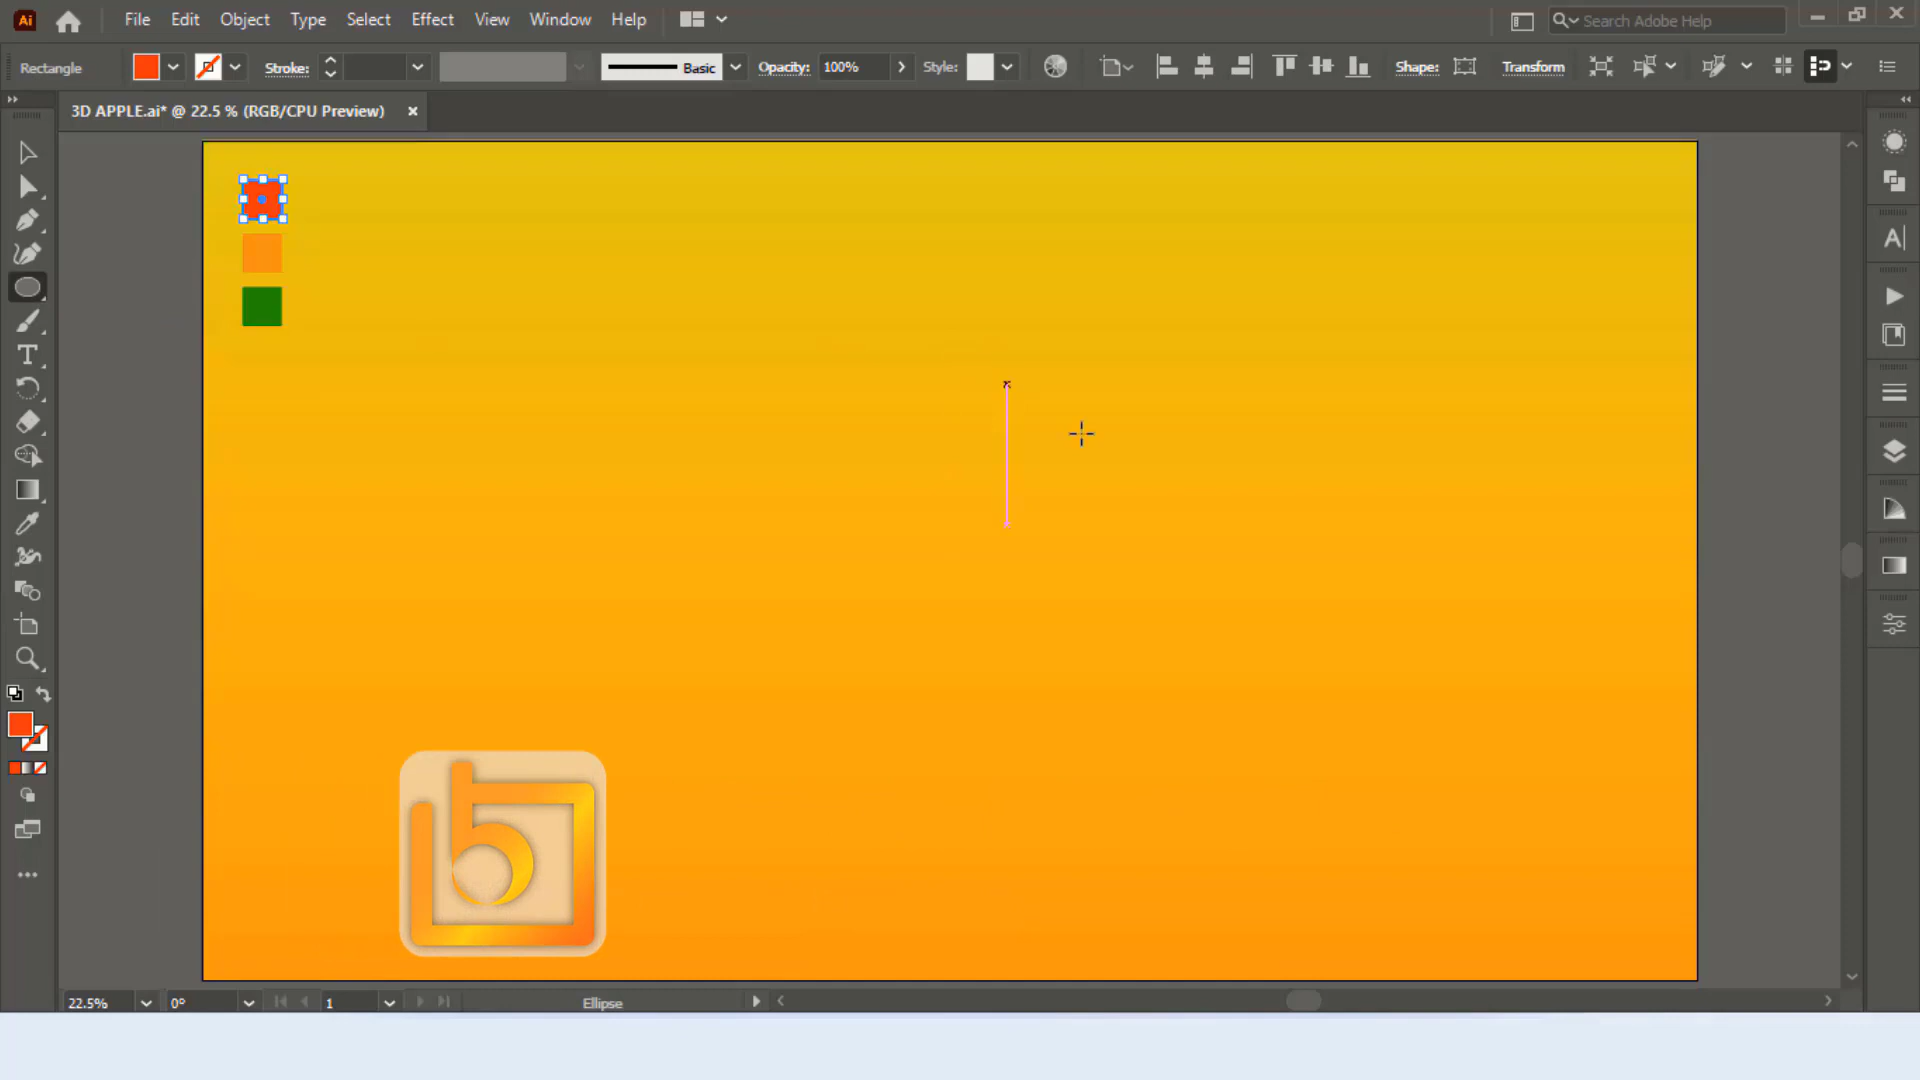 Ai File Edit Object Type Select Effect View Window Help Search Adobe Help
Rectangle Stroke: Basic Opacity: 100% Style: Shape: Transform
3D APPLE.ai* @ 22.5 % (RGB/CPU Preview)
22.5% 0° 1 Ellipse